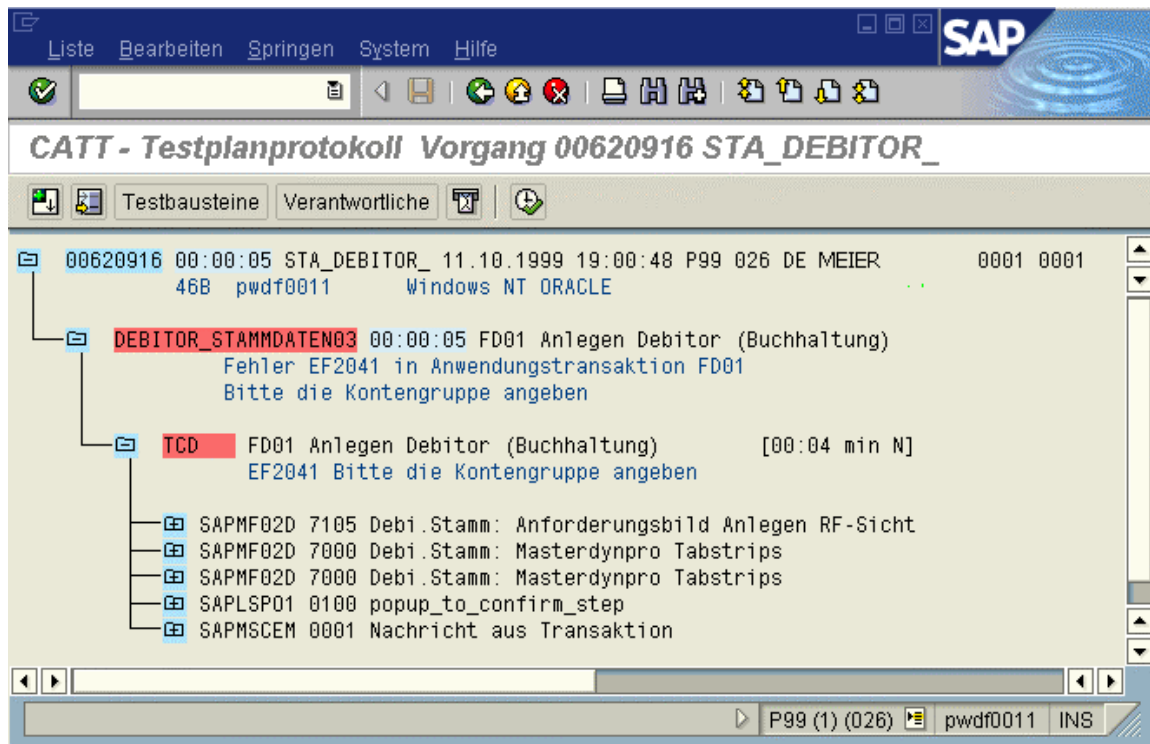 Liste Bearbeiten Springen System Hilfe
SAP
CATT - Testplanprotokoll Vorgang 00620916 STA_DEBITOR_
Testbausteine Verantwortliche
00620916 00:00:05 STA_DEBITOR_ 11.10.1999 19:00:48 P99 026 DE MEIER 0001 0001
46B pwdf0011 Windows NT ORACLE
DEBITOR_STAMMDATEN03 00:00:05 FD01 Anlegen Debitor (Buchhaltung)
Fehler EF2041 in Anwendungstransaktion FD01
Bitte die Kontengruppe angeben
TCD FD01 Anlegen Debitor (Buchhaltung) [00:04 min N]
EF2041 Bitte die Kontengruppe angeben
SAPMF02D 7105 Debi.Stamm: Anforderungsbild Anlegen RF-Sicht
SAPMF02D 7000 Debi.Stamm: Masterdynpro Tabstrips
SAPMF02D 7000 Debi.Stamm: Masterdynpro Tabstrips
SAPLSPO1 0100 popup_to_confirm_step
SAPMSCEM 0001 Nachricht aus Transaktion
P99 (1) (026) pwdf0011 INS